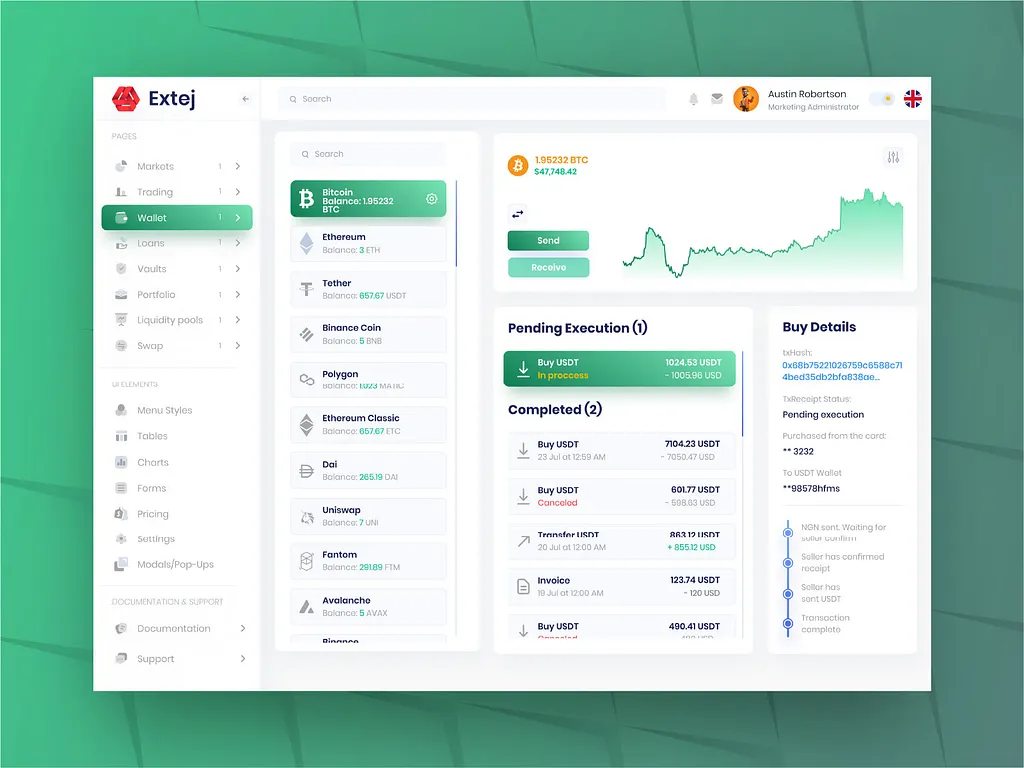 Extej
Search
Austin Robertson
Marketing Administrator
PAGES
Markets 1
Trading 1
Wallet 1
Loans 1
Vaults 1
Portfolio 1
Liquidity pools 1
Swap 1
UI ELEMENTS
Menu Styles
Tables
Charts
Forms
Pricing
Settings
Modals/Pop-Ups
DOCUMENTATION & SUPPORT
Documentation
Support
Search
Bitcoin
Balance: 1.95232
BTC
Ethereum
Balance: 3 ETH
Tether
Balance: 657.67 USDT
Binance Coin
Balance: 5 BNB
Polygon
Balance: 1,023 MATIC
Ethereum Classic
Balance: 657.67 ETC
Dai
Balance: 265.19 DAI
Uniswap
Balance: 7 UNI
Fantom
Balance: 291.89 FTM
Avalanche
Balance: 5 AVAX
Binance
1.95232 BTC
$47,748.42
Send
Receive
Pending Execution (1)
Buy USDT 1024.53 USDT
In proccess - 1005.96 USD
Completed (2)
Buy USDT 7104.23 USDT
23 Jul at 12:59 AM - 7050.47 USD
Buy USDT 601.77 USDT
Canceled - 598.63 USD
Transfer USDT 863.12 USDT
20 Jul at 12:00 AM + 855.12 USD
Invoice 123.74 USDT
19 Jul at 12:00 AM - 120 USD
Buy USDT 490.41 USDT
Canceled
Buy Details
txHash:
0x68b75221026759c6588c71
4bed35db2bfa838ae...
TxReceipt Status:
Pending execution
Purchased from the card:
** 3232
To USDT Wallet
**98578hfms
NGN sent. Waiting for
sellor confirm
Seller has confirmed
receipt
Seller has
sent USDT
Transaction
complete